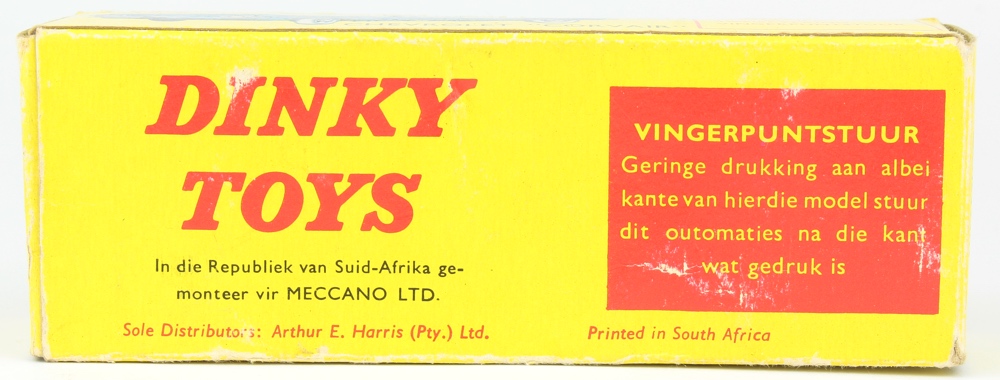 DINKY
TOYS
In die Republiek van Suid-Afrika ge-
monteer vir MECCANO LTD.
Sole Distributors: Arthur E. Harris (Pty.) Ltd.
VINGERPUNTSTUUR
Geringe drukking aan albei
kante van hierdie model stuur
dit outomaties na die kant
wat gedruk is
Printed in South Africa